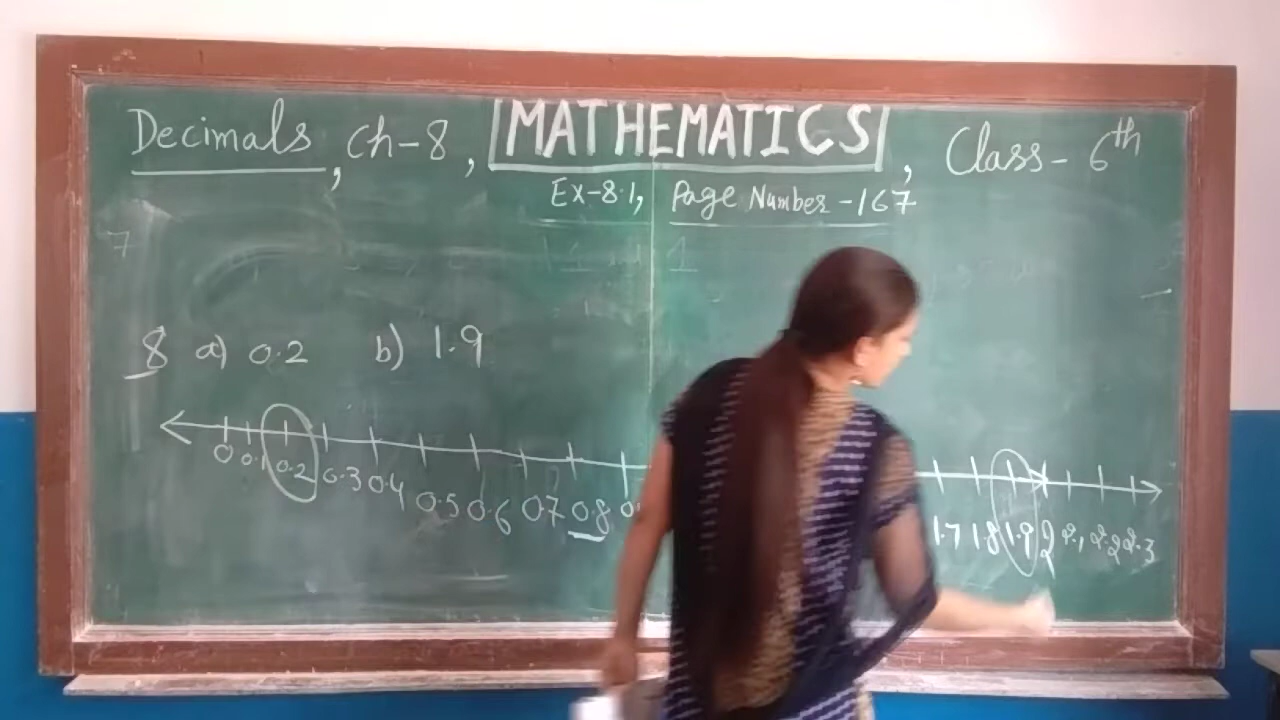 Decimals, Ch-8, MATHEMATICS, Class- 6th
Ex-8.1, Page Number -167
8 a) 0.2 b) 1.9
0 0.1 0.2 0.3 0.4 0.5 0.6 0.7 0.8 1.7 1.8 1.9 2 2.1 2.2 2.3